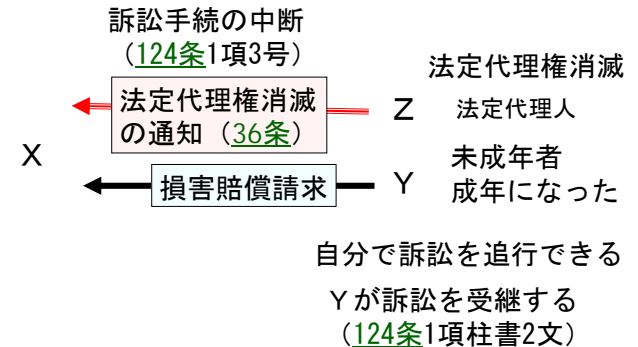 訴訟手続の中断
（124条1項3号）
法定代理権消滅
法定代理権消滅
の通知（36条）
Z 法定代理人
X
未成年者
損害賠償請求
Y 成年になった
自分で訴訟を追行できる
Ｙが訴訟を受継する
（124条1項柱書2文）